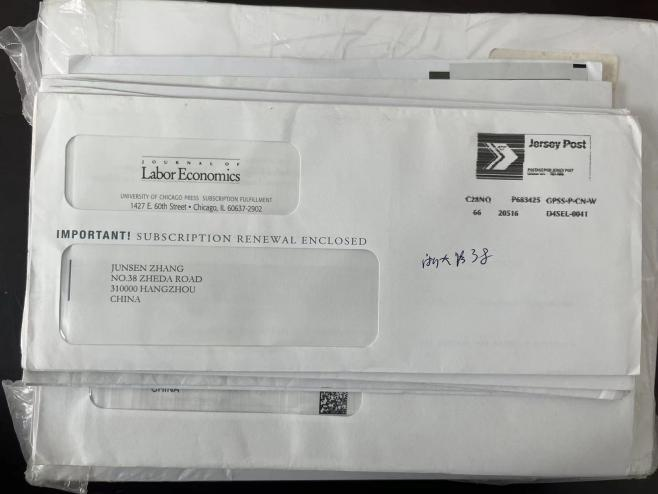 JOURNAL OF
Labor Economics
UNIVERSITY OF CHICAGO PRESS SUBSCRIPTION FULFILLMENT
1427 E. 60th Street • Chicago, IL 60637-2902
Jersey Post
C28NQ P683425 GPSS-P-CN-W
66 20516 D4SEL-0041
IMPORTANT! SUBSCRIPTION RENEWAL ENCLOSED
浙大路38
JUNSEN ZHANG
NO.38 ZHEDA ROAD
310000 HANGZHOU
CHINA
CHINA